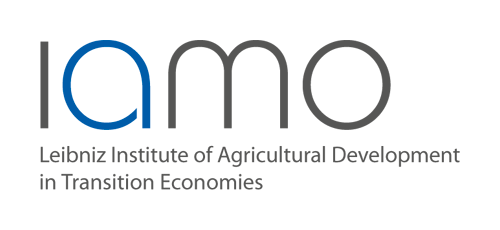 IAMO
Leibniz Institute of Agricultural Development
in Transition Economies